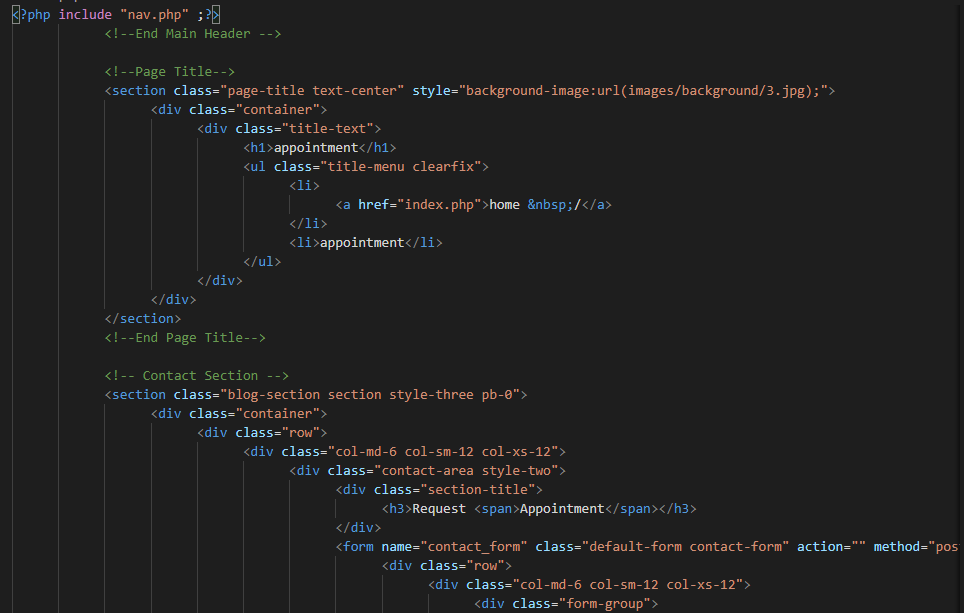 <?php include "nav.php" ;?>
<!--End Main Header -->
<!--Page Title-->
<section class="page-title text-center" style="background-image:url(images/background/3.jpg);">
<div class="container">
<div class="title-text">
<h1>appointment</h1>
<ul class="title-menu clearfix">
<li>
<a href="index.php">home &nbsp;/</a>
</li>
<li>appointment</li>
</ul>
</div>
</div>
</section>
<!--End Page Title-->
<!-- Contact Section -->
<section class="blog-section section style-three pb-0">
<div class="container">
<div class="row">
<div class="col-md-6 col-sm-12 col-xs-12">
<div class="contact-area style-two">
<div class="section-title">
<h3>Request <span>Appointment</span></h3>
</div>
<form name="contact_form" class="default-form contact-form" action="" method="pos
<div class="row">
<div class="col-md-6 col-sm-12 col-xs-12">
<div class="form-group">